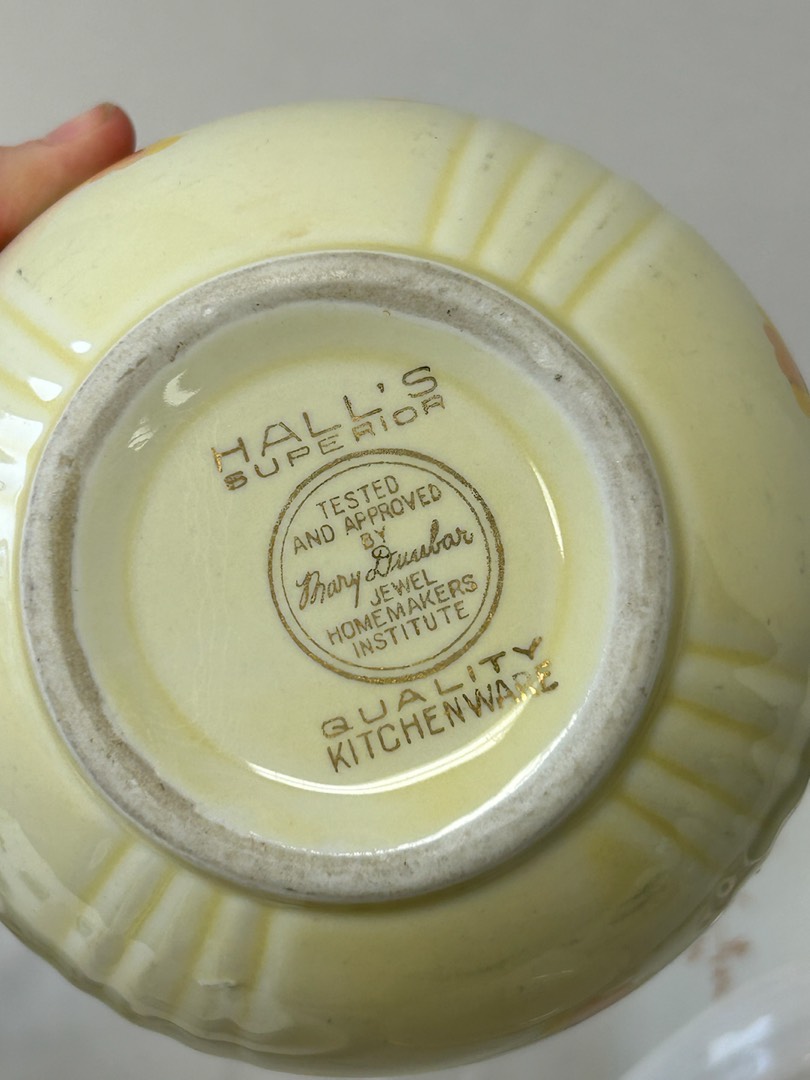 HALL'S
SUPERIOR
TESTED
AND APPROVED
BY
Mary Dunbar
JEWEL
HOMEMAKERS
INSTITUTE
QUALITY
KITCHENWARE